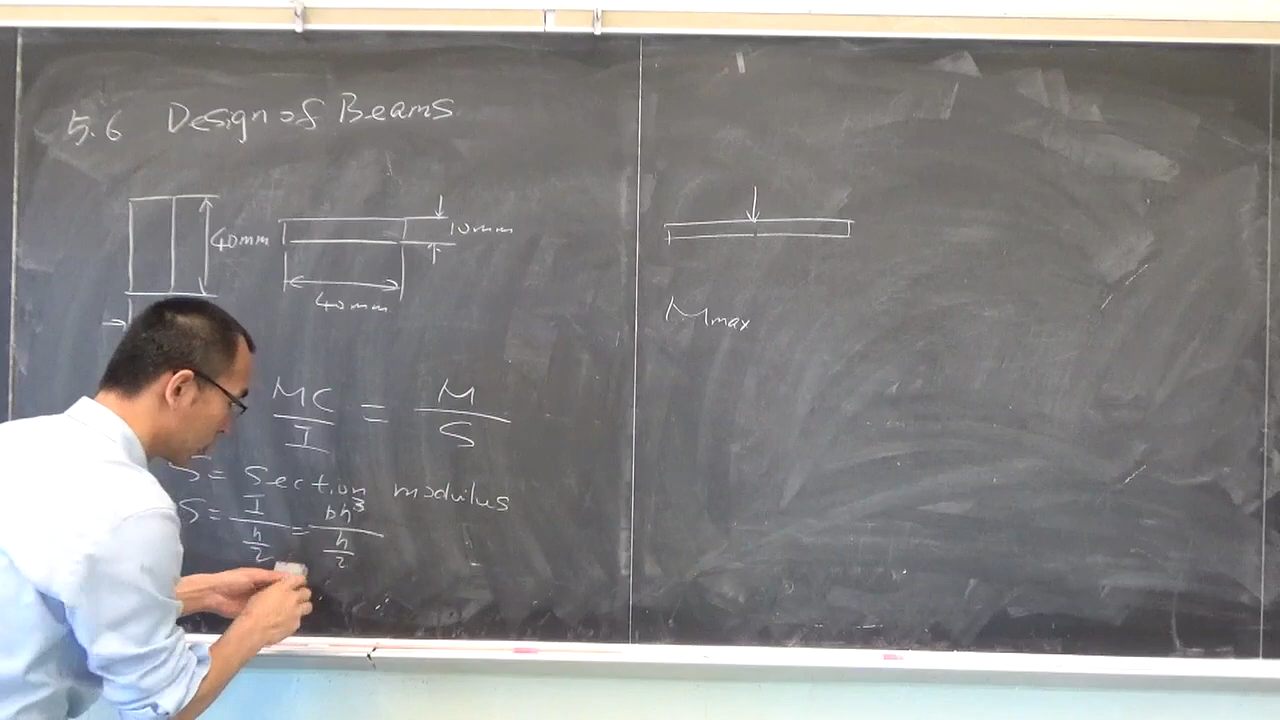 5.6 Design of Beams
40mm
10mm
40mm
Mmax
MC/I = M/S
S = Section modulus
S = I/(h/2) = bh³/(h/2)